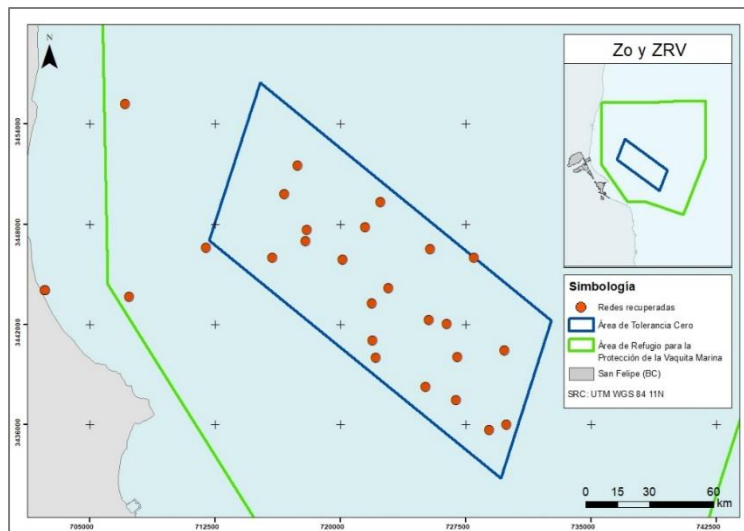 N
Zo y ZRV
Simbología
Redes recuperadas
Área de Tolerancia Cero
Área de Refugio para la
Protección de la Vaquita Marina
San Felipe (BC)
SRC: UTM WGS 84 11N
0 15 30 60
km
3454000
3448000
3442000
3436000
705000 712500 720000 727500 735000 742500